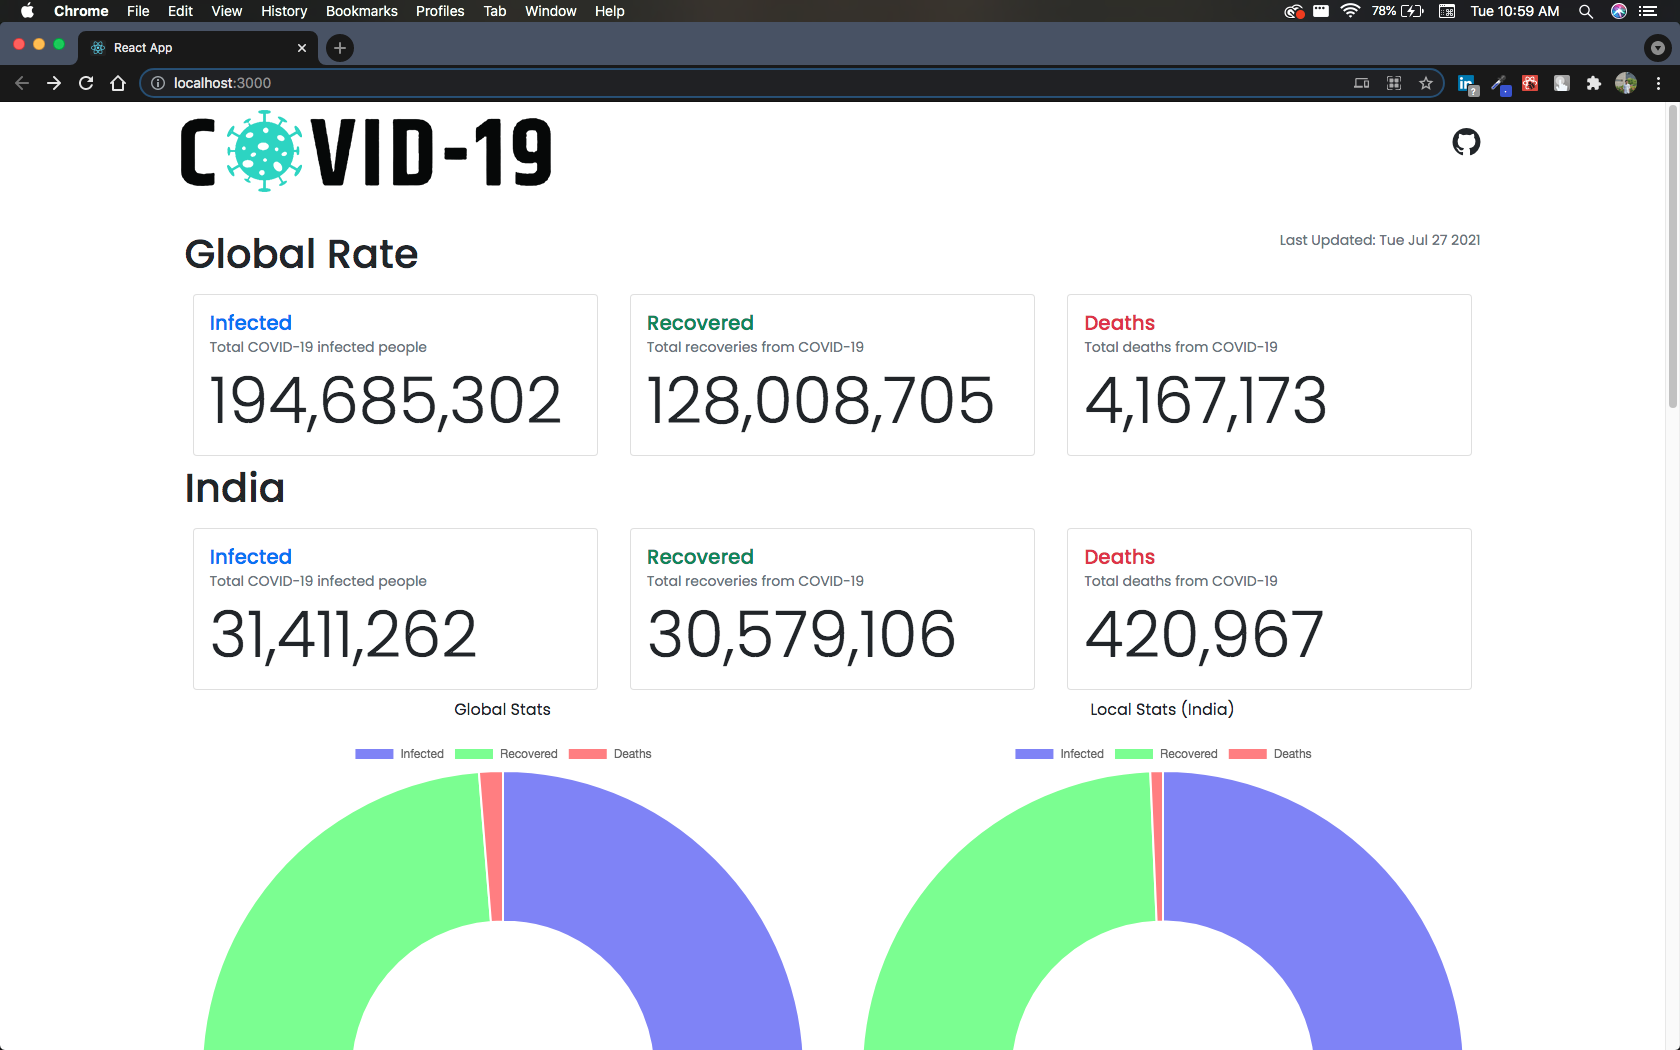 Chrome File Edit View History Bookmarks Profiles Tab Window Help 78% Tue 10:59 AM
React App
localhost:3000
in ?
COVID-19
Global Rate
Last Updated: Tue Jul 27 2021
Infected Recovered Deaths
Total COVID-19 infected people Total recoveries from COVID-19 Total deaths from COVID-19
194,685,302 128,008,705 4,167,173
India
Infected Recovered Deaths
Total COVID-19 infected people Total recoveries from COVID-19 Total deaths from COVID-19
31,411,262 30,579,106 420,967
Global Stats Local Stats (India)
Infected Recovered Deaths Infected Recovered Deaths